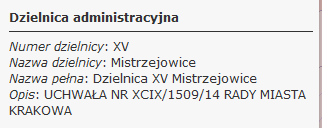 Dzielnica administracyjna
Numer dzielnicy: XV
Nazwa dzielnicy: Mistrzejowice
Nazwa pełna: Dzielnica XV Mistrzejowice
Opis: UCHWAŁA NR XCIX/1509/14 RADY MIASTA
KRAKOWA